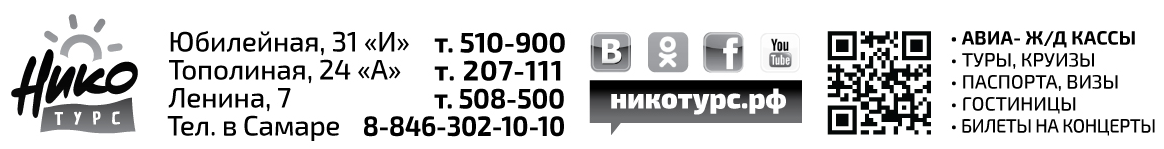 Нико
ТУРС
Юбилейная, 31 «И» т. 510-900
Тополиная, 24 «А» т. 207-111
Ленина, 7 т. 508-500
Тел. в Самаре 8-846-302-10-10
В f You Tube
никотурс.рф
• АВИА- Ж/Д КАССЫ
• ТУРЫ, КРУИЗЫ
• ПАСПОРТА, ВИЗЫ
• ГОСТИНИЦЫ
• БИЛЕТЫ НА КОНЦЕРТЫ